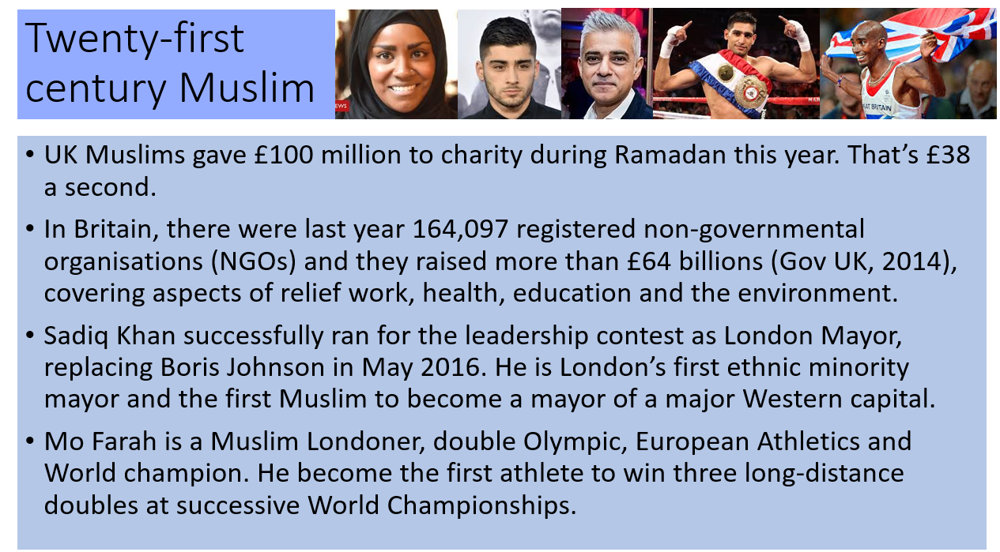 Twenty-first
century Muslim
EWS
GREAT BRITAIN
• UK Muslims gave £100 million to charity during Ramadan this year. That’s £38
a second.
• In Britain, there were last year 164,097 registered non-governmental
organisations (NGOs) and they raised more than £64 billions (Gov UK, 2014),
covering aspects of relief work, health, education and the environment.
• Sadiq Khan successfully ran for the leadership contest as London Mayor,
replacing Boris Johnson in May 2016. He is London’s first ethnic minority
mayor and the first Muslim to become a mayor of a major Western capital.
• Mo Farah is a Muslim Londoner, double Olympic, European Athletics and
World champion. He become the first athlete to win three long-distance
doubles at successive World Championships.